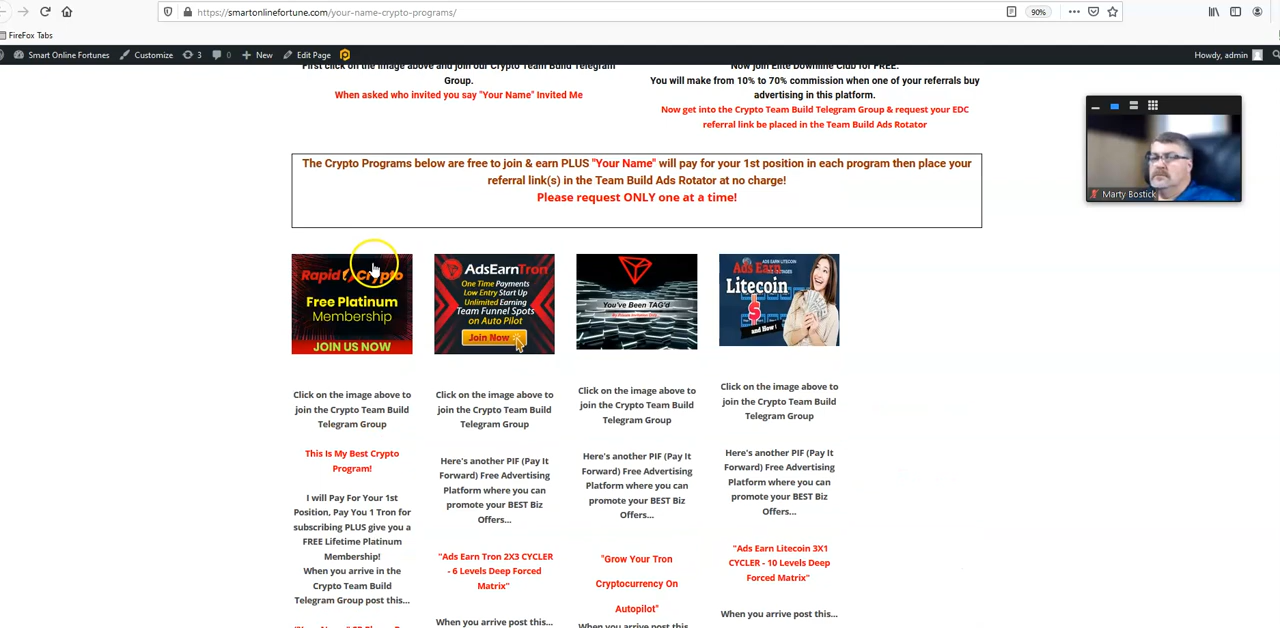 https://smartonlinefortune.com/your-name-crypto-programs/
90%
FireFox Tabs
Smart Online Fortunes
Customize
3
0
New
Edit Page
Howdy, admin
First click on the image above and join our Crypto Team Build Telegram
Group.
When asked who invited you say "Your Name" Invited Me
Now join Elite Downline Club for FREE.
You will make from 10% to 70% commission when one of your referrals buy
advertising in this platform.
Now get into the Crypto Team Build Telegram Group & request your EDC
referral link be placed in the Team Build Ads Rotator
Marty Bostick
The Crypto Programs below are free to join & earn PLUS "Your Name" will pay for your 1st position in each program then place your
referral link(s) in the Team Build Ads Rotator at no charge!
Please request ONLY one at a time!
Rapid Crypto
Free Platinum
Membership
JOIN US NOW
AdsEarnTron
One Time Payments
Low Entry Start Up
Unlimited Earning
Team Funnel Spots
on Auto Pilot
Join Now
You've Been TAG'd
ADS EARN LITECOIN
Ads Earn
Litecoin
$
and How!
Click on the image above to
join the Crypto Team Build
Telegram Group
This Is My Best Crypto
Program!
I will Pay For Your 1st
Position, Pay You 1 Tron for
subscribing PLUS give you a
FREE Lifetime Platinum
Membership!
When you arrive in the
Crypto Team Build
Telegram Group post this...
Click on the image above to
join the Crypto Team Build
Telegram Group
Here's another PIF (Pay It
Forward) Free Advertising
Platform where you can
promote your BEST Biz
Offers...
"Ads Earn Tron 2X3 CYCLER
- 6 Levels Deep Forced
Matrix"
When you arrive post this...
Click on the image above to
join the Crypto Team Build
Telegram Group
Here's another PIF (Pay It
Forward) Free Advertising
Platform where you can
promote your BEST Biz
Offers...
"Grow Your Tron
Cryptocurrency On
Autopilot"
When you arrive post this
Click on the image above to
join the Crypto Team Build
Telegram Group
Here's another PIF (Pay It
Forward) Free Advertising
Platform where you can
promote your BEST Biz
Offers...
"Ads Earn Litecoin 3X1
CYCLER - 10 Levels Deep
Forced Matrix"
When you arrive post this...